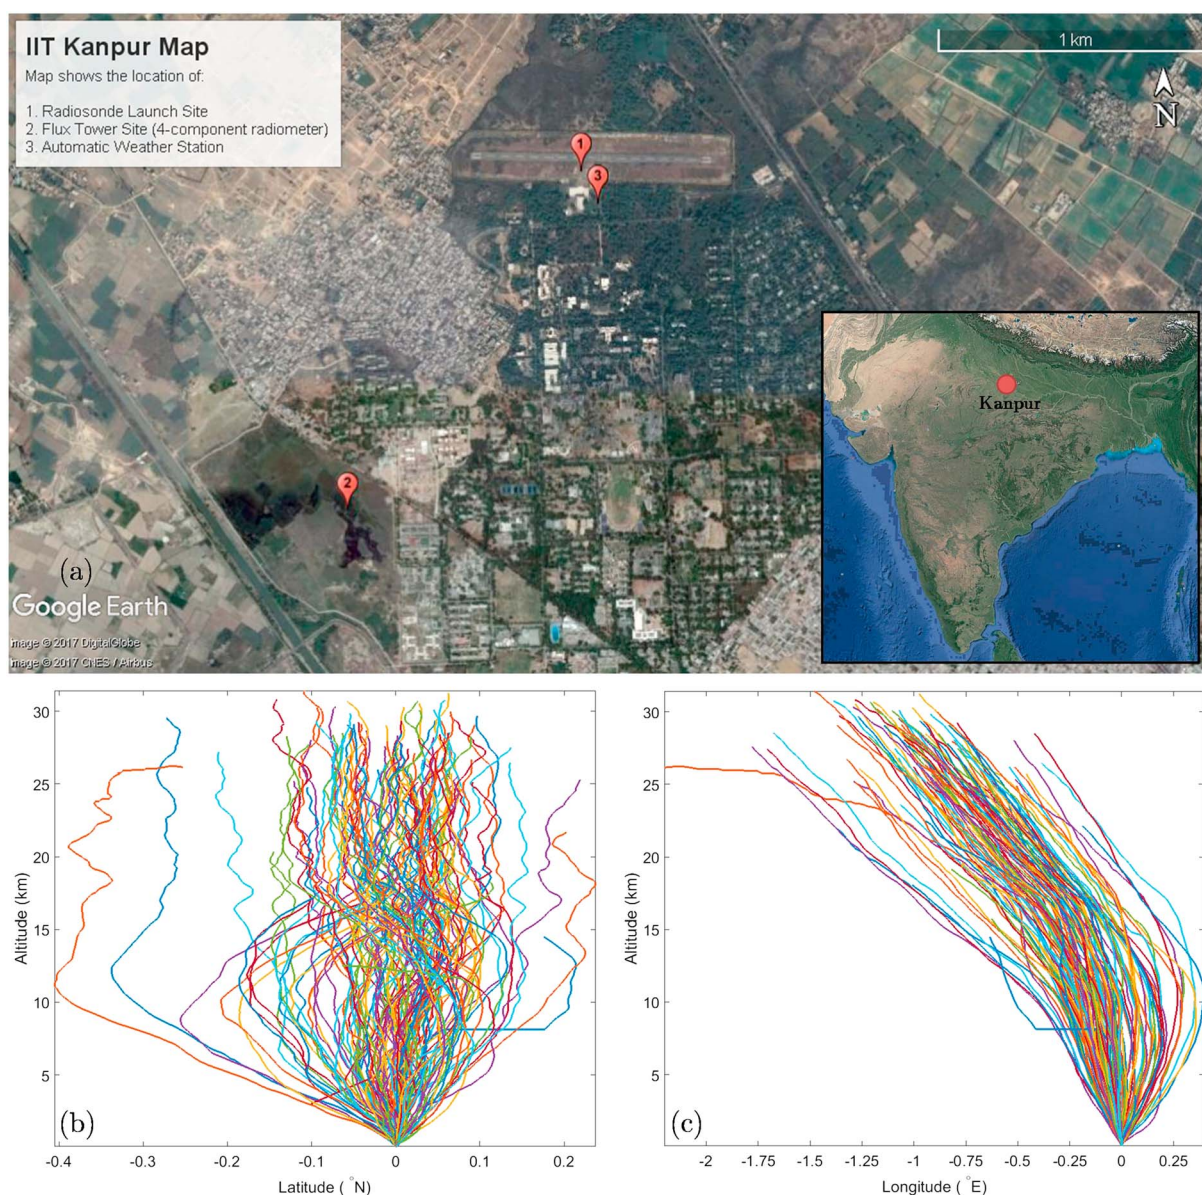 IIT Kanpur Map
Map shows the location of:
1. Radiosonde Launch Site
2. Flux Tower Site (4-component radiometer)
3. Automatic Weather Station
1 km
N
1
3
2
Kanpur
(a)
Google Earth
Image © 2017 DigitalGlobe
Image © 2017 CNES / Airbus
30
25
20
15
10
5
Altitude (km)
(b)
-0.4
-0.3
-0.2
-0.1
0
0.1
0.2
Latitude ( °N)
30
25
20
15
10
5
Altitude (km)
(c)
-2
-1.75
-1.5
-1.25
-1
-0.75
-0.5
-0.25
0
0.25
Longitude ( °E)